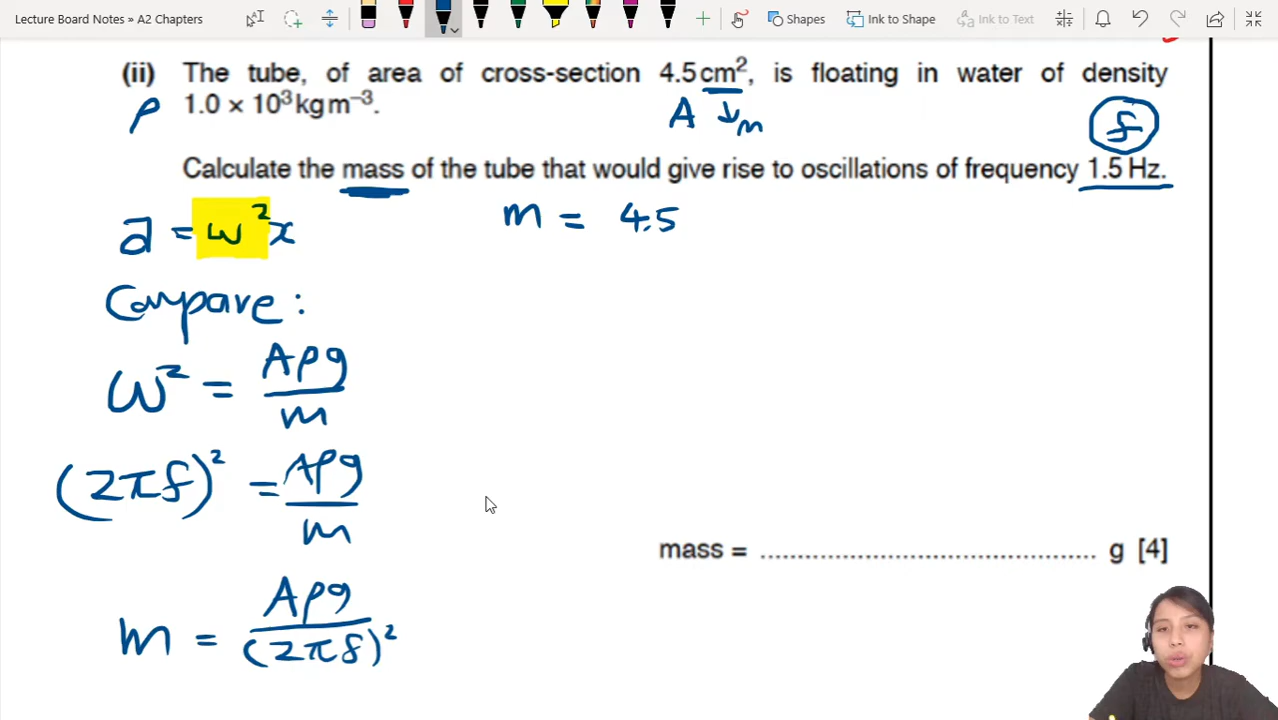 Lecture Board Notes » A2 Chapters
Shapes
Ink to Shape
Ink to Text
(ii) The tube, of area of cross-section 4.5 cm², is floating in water of density
ρ 1.0 × 10³ kg m⁻³.
A ↓m
f
Calculate the mass of the tube that would give rise to oscillations of frequency 1.5 Hz.
a = ω²x
m = 4.5
Compare:
ω² = Aρg / m
(2πf)² = Aρg / m
mass = ............................................. g [4]
m = Aρg / (2πf)²